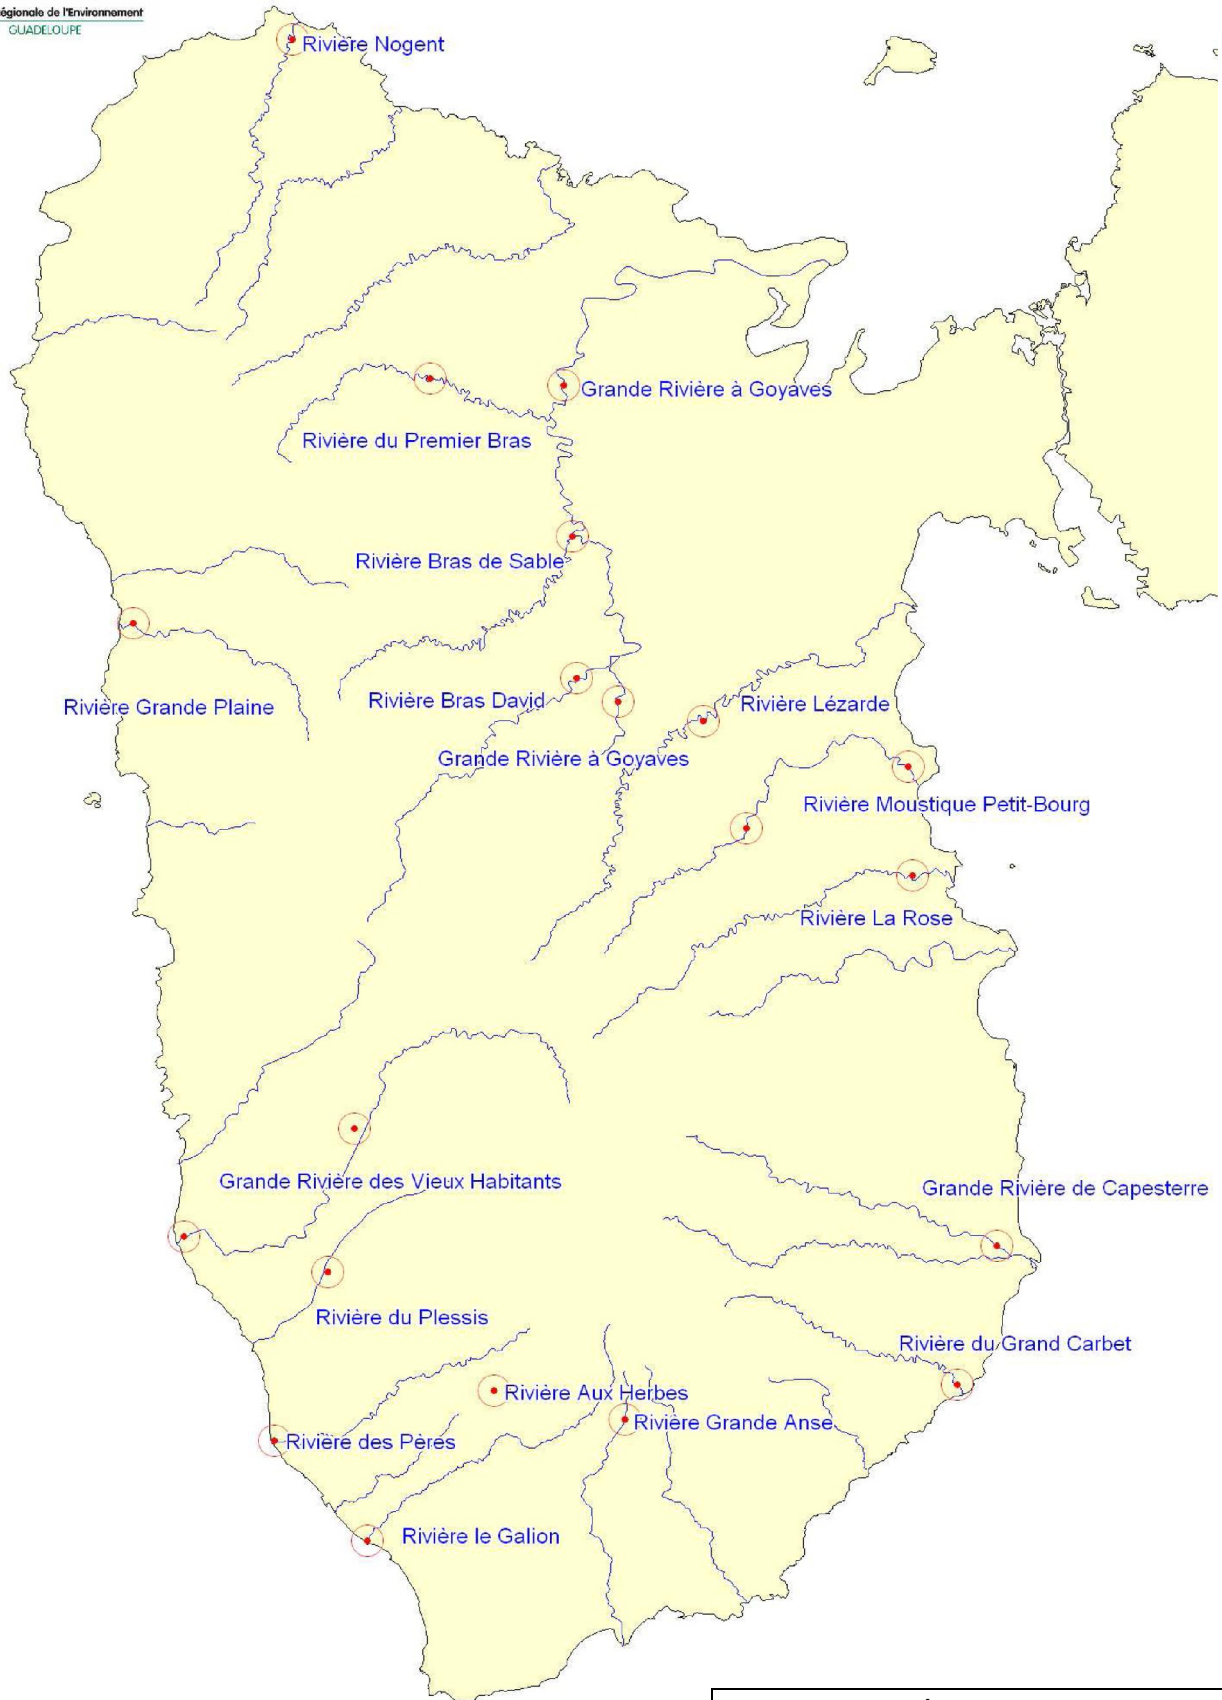 égionale de l'Environnement
GUADELOUPE
Rivière Nogent
Grande Rivière à Goyaves
Rivière du Premier Bras
Rivière Bras de Sable
Rivière Bras David
Rivière Lézarde
Rivière Grande Plaine
Grande Rivière à Goyaves
Rivière Moustique Petit-Bourg
Rivière La Rose
Grande Rivière des Vieux Habitants
Grande Rivière de Capesterre
Rivière du Plessis
Rivière du Grand Carbet
Rivière Aux Herbes
Rivière Grande Anse
Rivière des Pères
Rivière le Galion